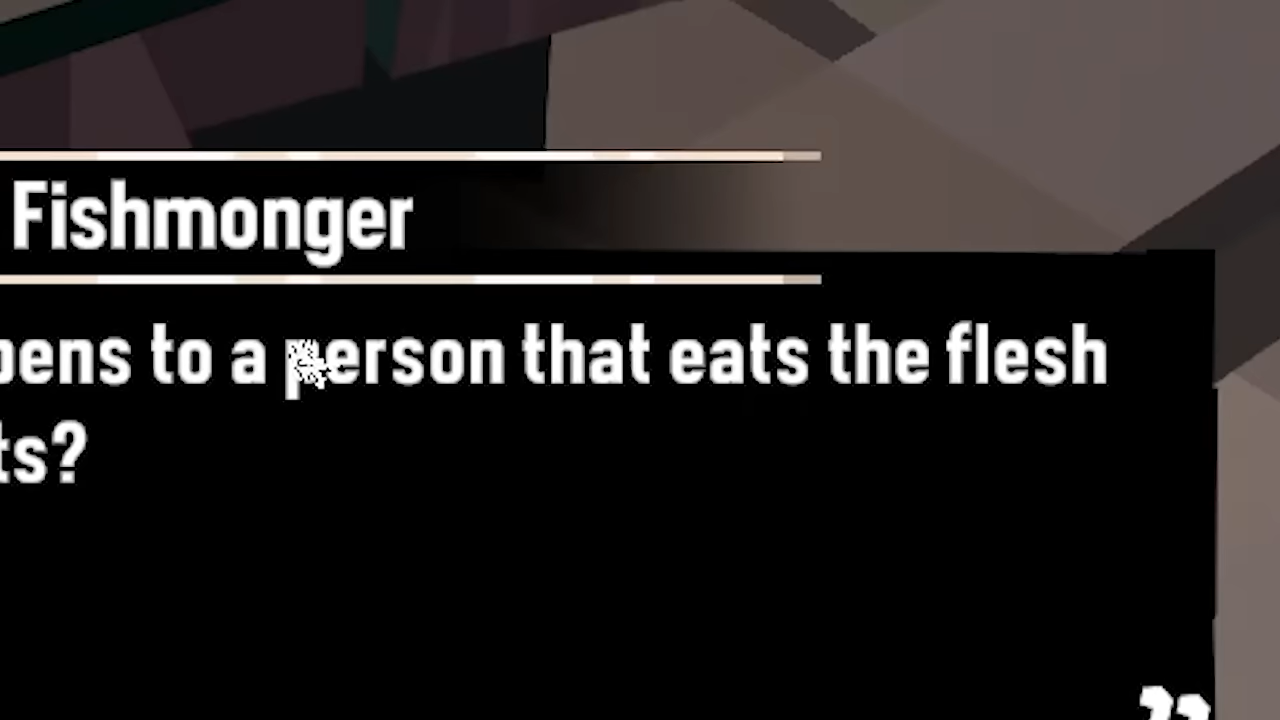 Fishmonger
pens to a person that eats the flesh
ts?
”